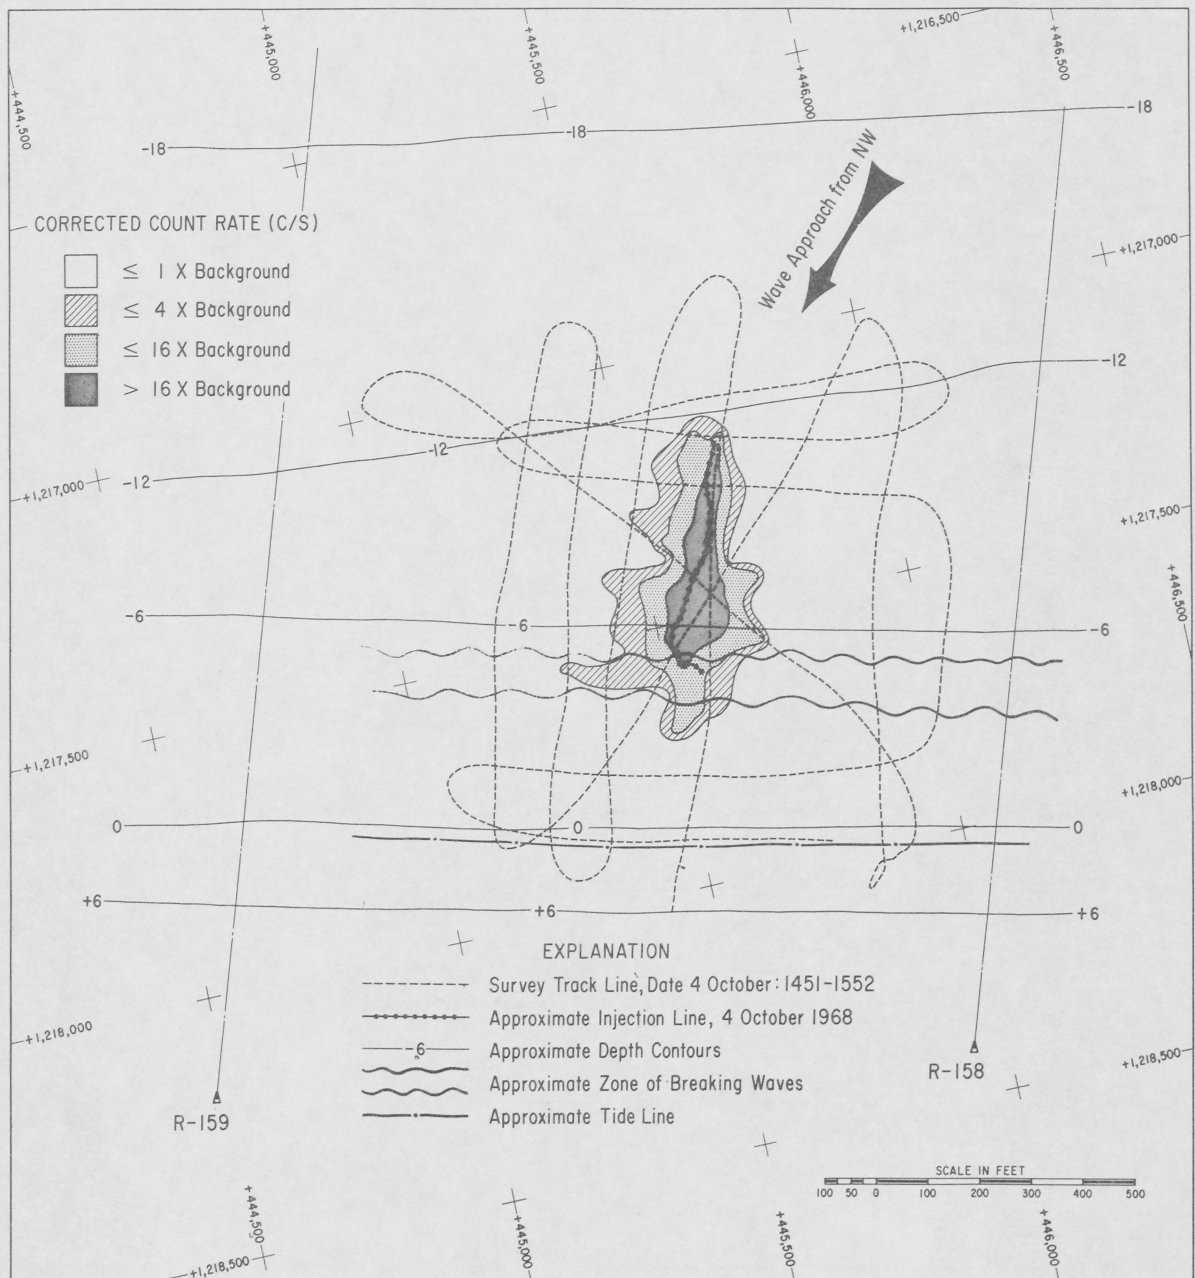 +1,216,500
+444,500
+445,000
+445,500
+446,000
+446,500
-18
-18
-18
Wave Approach from NW
CORRECTED COUNT RATE (C/S)
≤ 1 X Background
≤ 4 X Background
≤ 16 X Background
> 16 X Background
+1,217,000
-12
-12
-12
+1,217,000
+1,217,500
+446,500
-6
-6
-6
+1,217,500
+1,218,000
0
0
0
+6
+6
+6
EXPLANATION
Survey Track Line, Date 4 October: 1451-1552
Approximate Injection Line, 4 October 1968
-6 Approximate Depth Contours
Approximate Zone of Breaking Waves
Approximate Tide Line
+1,218,000
+1,218,500
R-158
R-159
SCALE IN FEET
100 50 0 100 200 300 400 500
+444,500
+445,000
+445,500
+446,000
+1,218,500